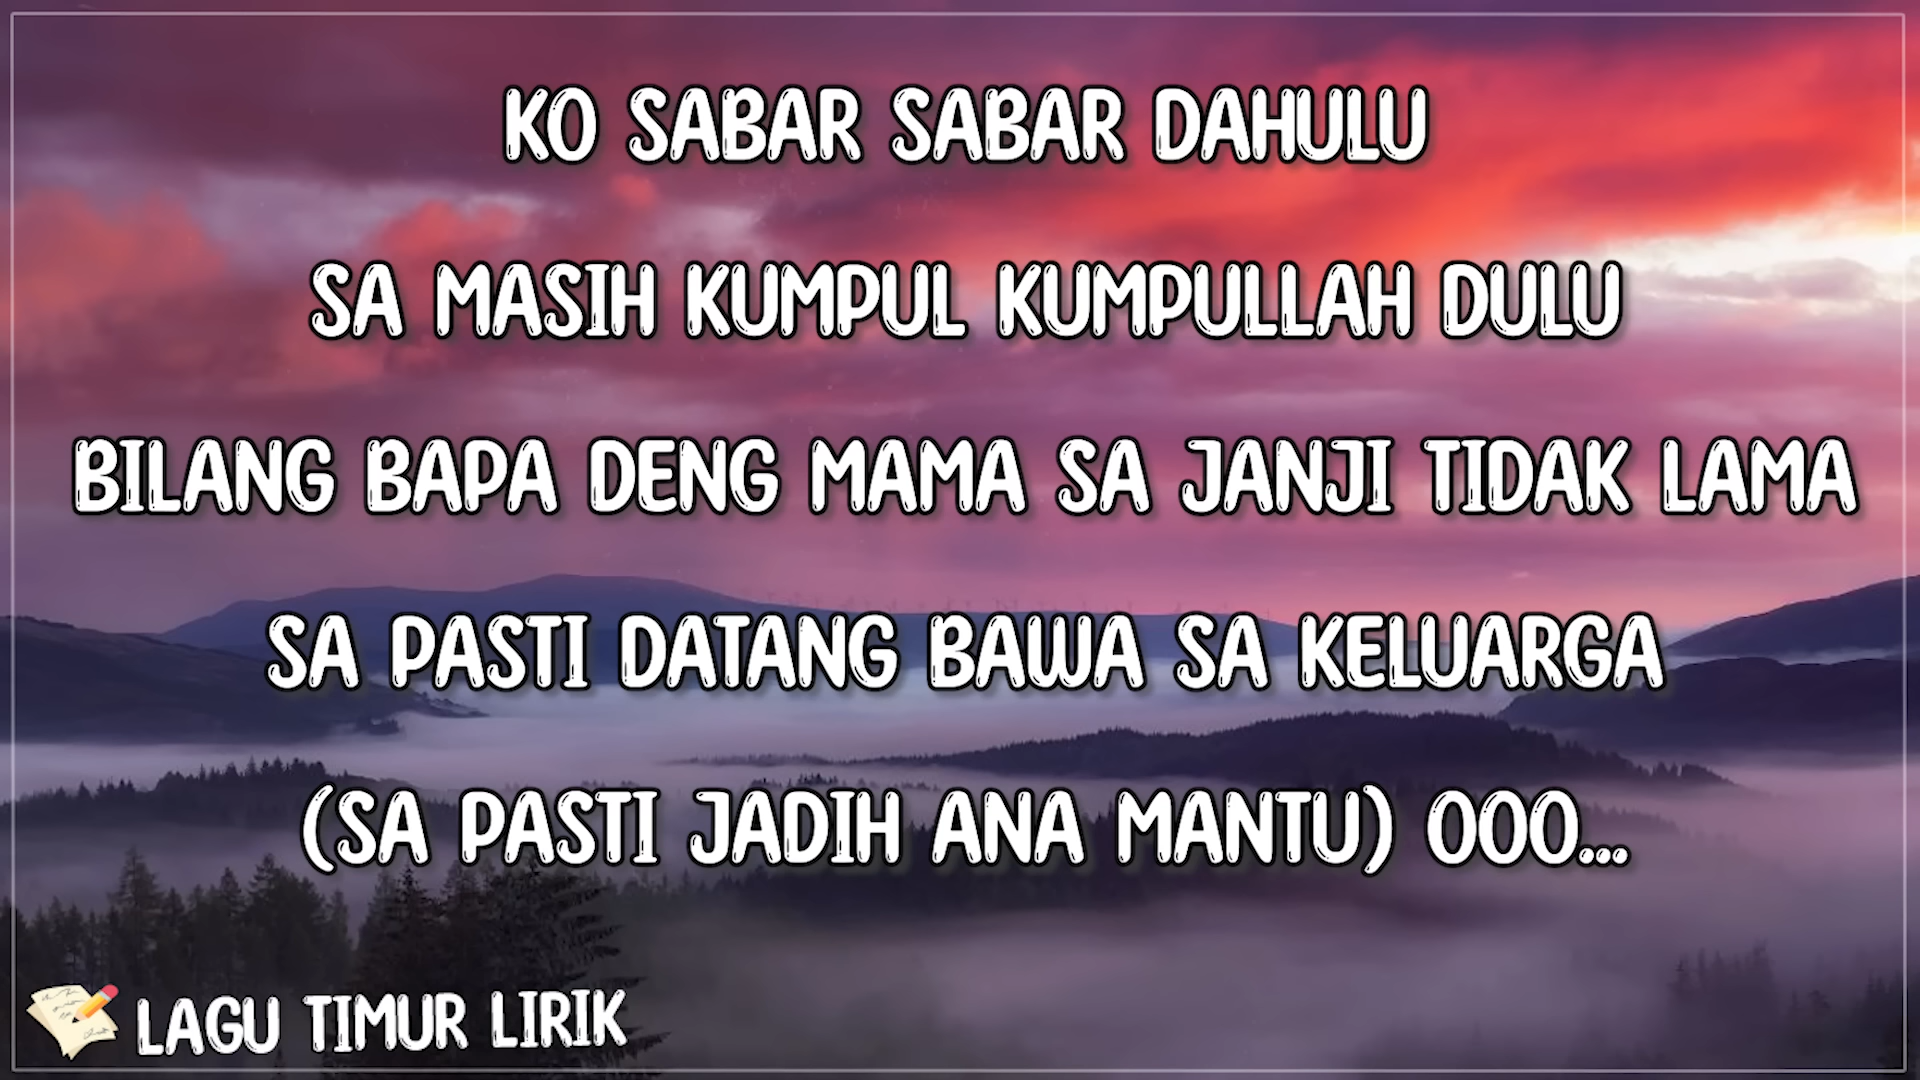 KO SABAR SABAR DAHULU
SA MASIH KUMPUL KUMPULLAH DULU
BILANG BAPA DENG MAMA SA JANJI TIDAK LAMA
SA PASTI DATANG BAWA SA KELUARGA
(SA PASTI JADIH ANA MANTU) OOO...
LAGU TIMUR LIRIK